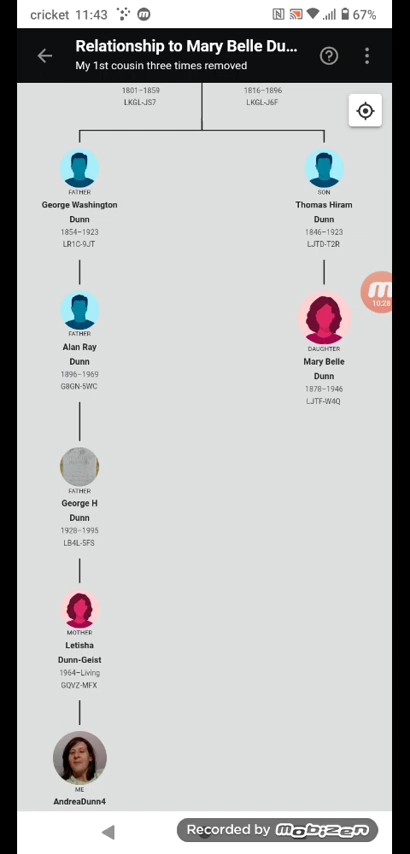 cricket 11:43 67%
Relationship to Mary Belle Du...
My 1st cousin three times removed
1801–1859 1816–1896
LKGL-JS7 LKGL-J6F
FATHER SON
George Washington Thomas Hiram
Dunn Dunn
1854–1923 1846–1923
LR1C-9JT LJTD-T2R
10:28
FATHER
Alan Ray DAUGHTER
Dunn Mary Belle
1896–1969 Dunn
G8GN-5WC 1878–1946
LJTF-W4Q
FATHER
George H
Dunn
1928–1995
LB4L-5FS
MOTHER
Letisha
Dunn-Geist
1964–Living
GQVZ-MFX
ME
AndreaDunn4
Recorded by mobizen